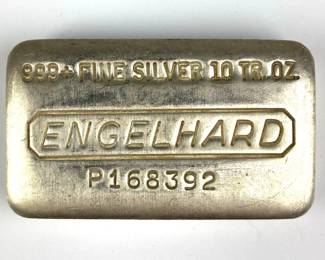 999+ FINE SILVER 10 TR. OZ.
ENGELHARD
P168392